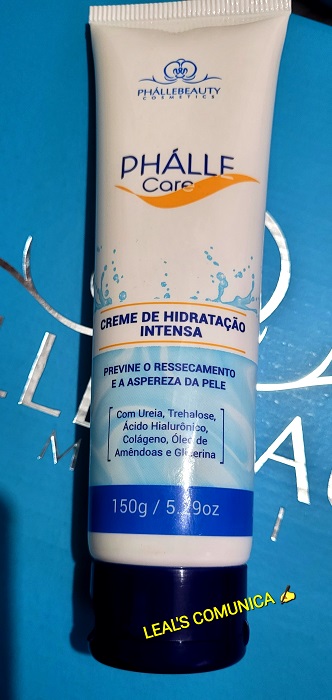 PHÁLLEBEAUTY
COSMETICS
PHÁLLE
Care
CREME DE HIDRATAÇÃO
INTENSA
PREVINE O RESSECAMENTO
E A ASPEREZA DA PELE
Com Ureia, Trehalose,
Ácido Hialurônico,
Colágeno, Óleo de
Amêndoas e Glicerina
150g / 5.29oz
LEAL'S COMUNICA ✍